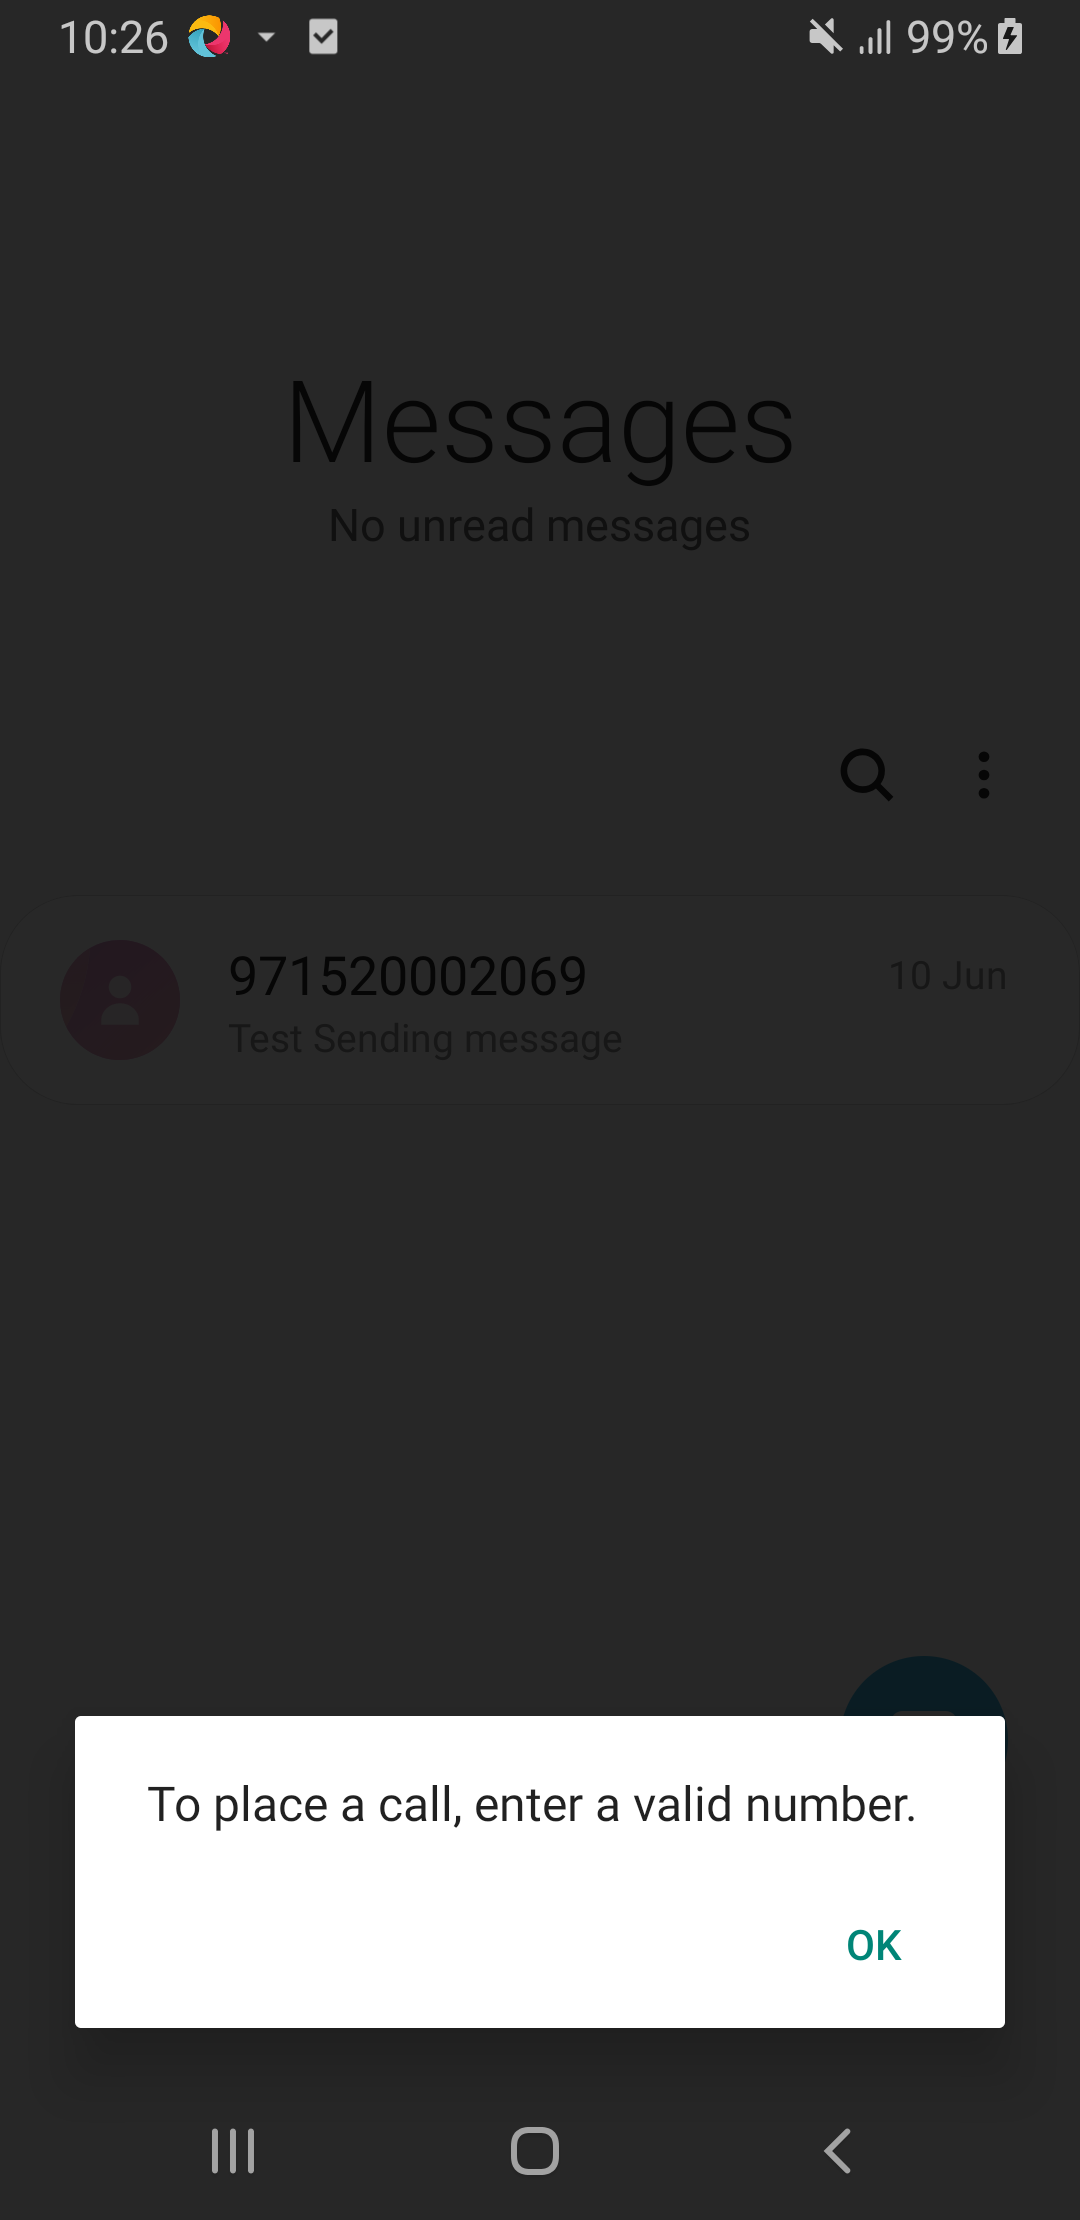 10:26
99%
Messages
No unread messages
971520002069
10 Jun
Test Sending message
To place a call, enter a valid number.
OK